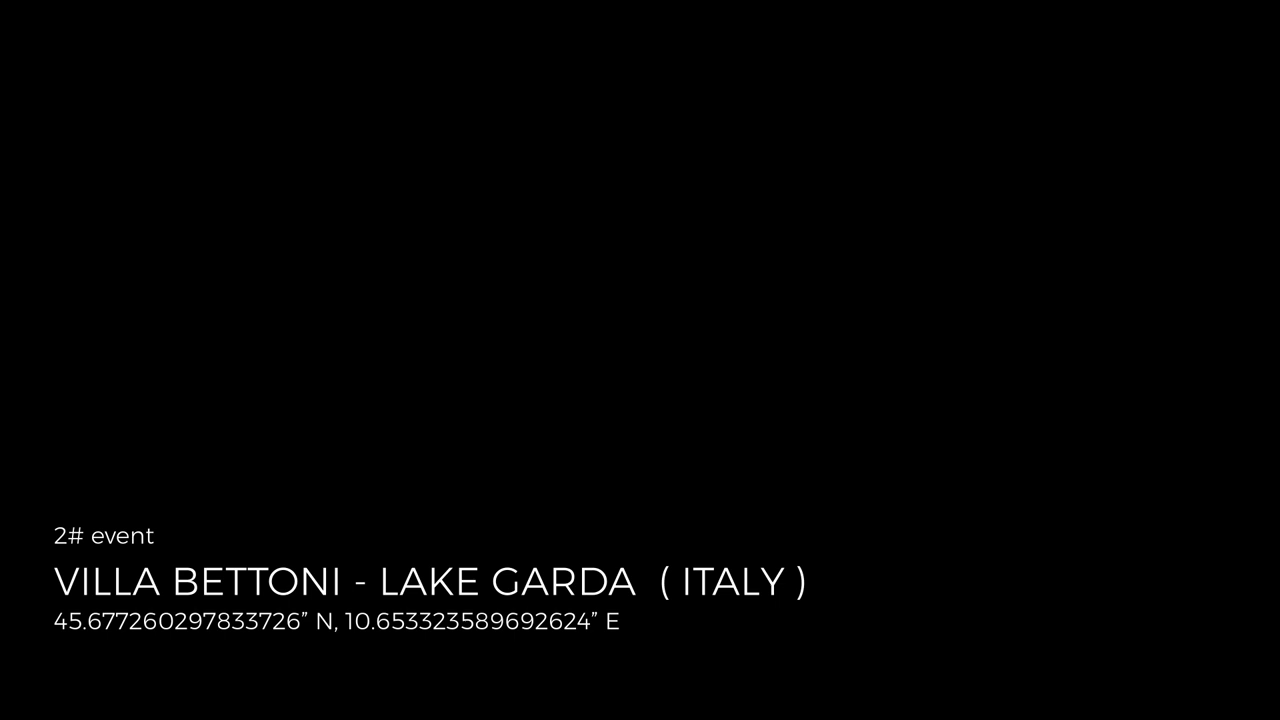 2# event
VILLA BETTONI - LAKE GARDA ( ITALY )
45.677260297833726” N, 10.653323589692624” E